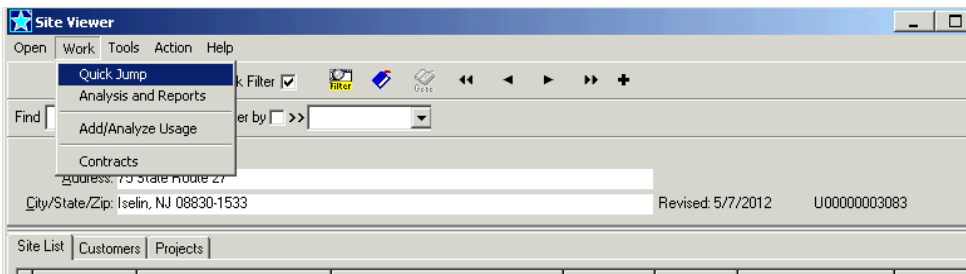 Site Viewer
Open Work Tools Action Help
Quick Jump
k Filter
Filter
Goto
Analysis and Reports
Find
er by >>
Add/Analyze Usage
Contracts
Address: 75 State Route 27
City/State/Zip: Iselin, NJ 08830-1533 Revised: 5/7/2012 U00000003083
Site List Customers Projects